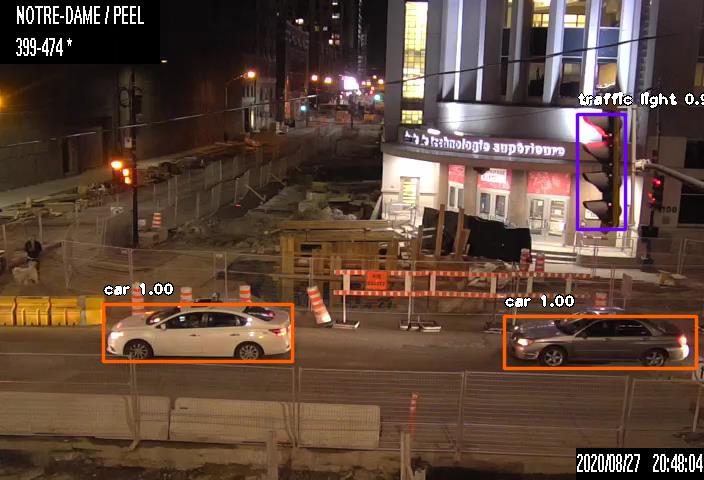 NOTRE-DAME / PEEL
399-474 *
traffic light 0.9
technologie supérieure
car 1.00
car 1.00
2020/08/27 20:48:04